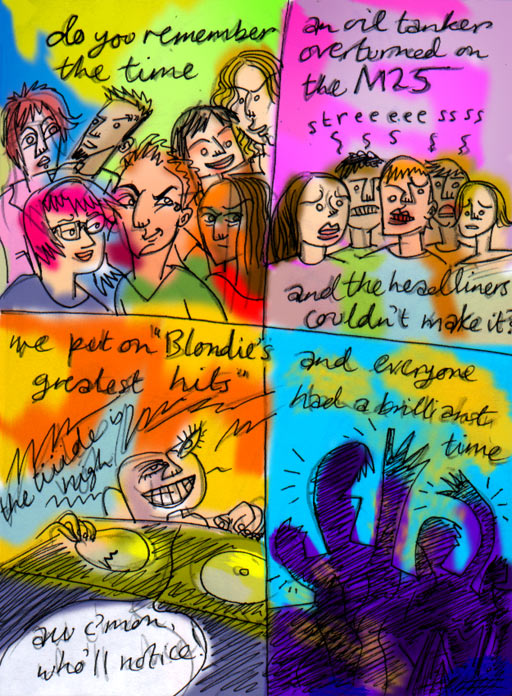 do you remember
the time
an oil tanker
overturned on
the M25
streeeee ssss
and the headliners
couldn't make it?
we put on "Blondie's
greatest hits"
the tide is
high
aw c'mon,
who'll notice!
and everyone
had a brilliant
time